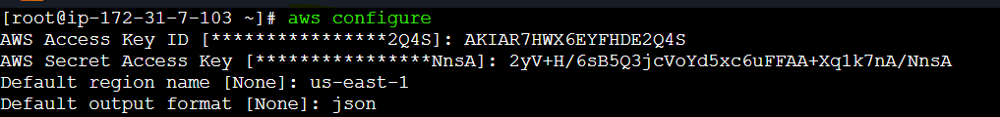 [root@ip-172-31-7-103 ~]# aws configure
AWS Access Key ID [****************2Q4S]: AKIAR7HWX6EYFHDE2Q4S
AWS Secret Access Key [****************NnsA]: 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
Default region name [None]: us-east-1
Default output format [None]: json